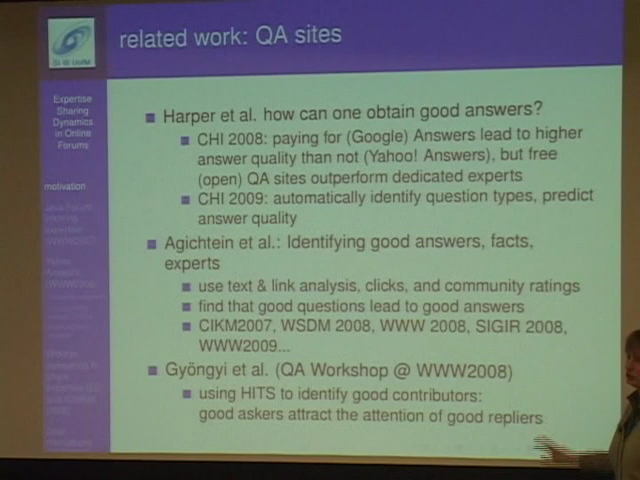 related work: QA sites
SI @ UofM
Expertise
Sharing
Dynamics
in Online
Forums
motivation
Harper et al. how can one obtain good answers?
CHI 2008: paying for (Google) Answers lead to higher
answer quality than not (Yahoo! Answers), but free
(open) QA sites outperform dedicated experts
CHI 2009: automatically identify question types, predict
answer quality
Agichtein et al.: Identifying good answers, facts,
experts
use text & link analysis, clicks, and community ratings
find that good questions lead to good answers
CIKM2007, WSDM 2008, WWW 2008, SIGIR 2008,
WWW2009...
Gyöngyi et al. (QA Workshop @ WWW2008)
using HITS to identify good contributors:
good askers attract the attention of good repliers